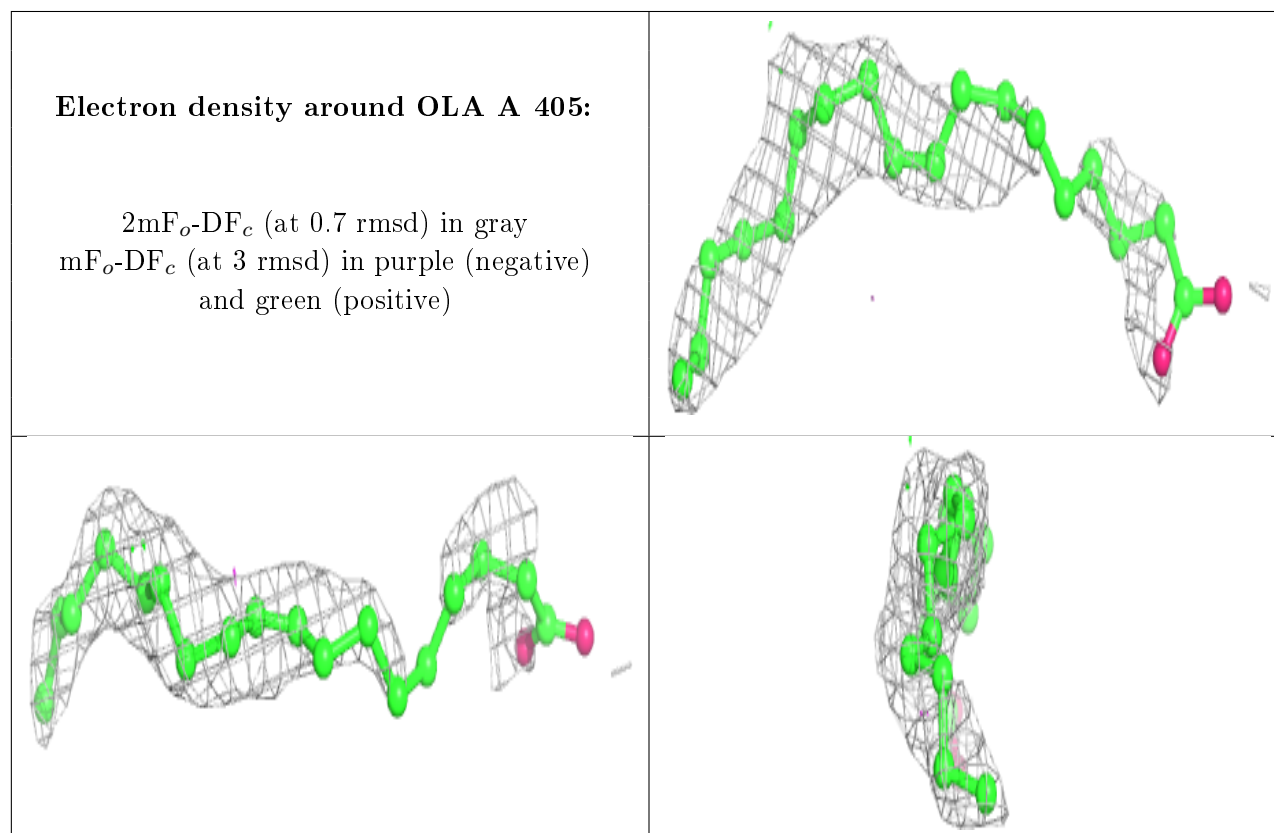 Electron density around OLA A 405:
2mFₒ-DF𝒸 (at 0.7 rmsd) in gray
mFₒ-DF𝒸 (at 3 rmsd) in purple (negative)
and green (positive)